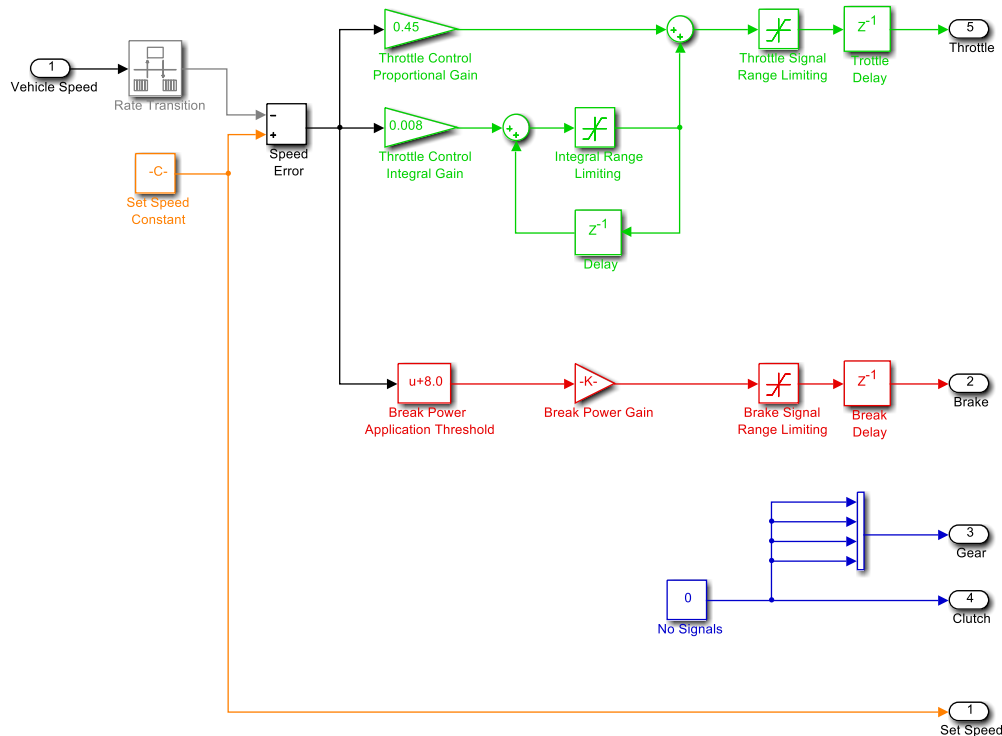 0.45
Throttle Control
Proportional Gain
+
+
Throttle Signal
Range Limiting
z-1
Trottle
Delay
5
Throttle
1
Vehicle Speed
Rate Transition
−
+
Speed
Error
0.008
Throttle Control
Integral Gain
+
+
Integral Range
Limiting
-C-
Set Speed
Constant
z-1
Delay
u+8.0
Break Power
Application Threshold
-K-
Break Power Gain
Brake Signal
Range Limiting
z-1
Break
Delay
2
Brake
3
Gear
0
No Signals
4
Clutch
1
Set Speed